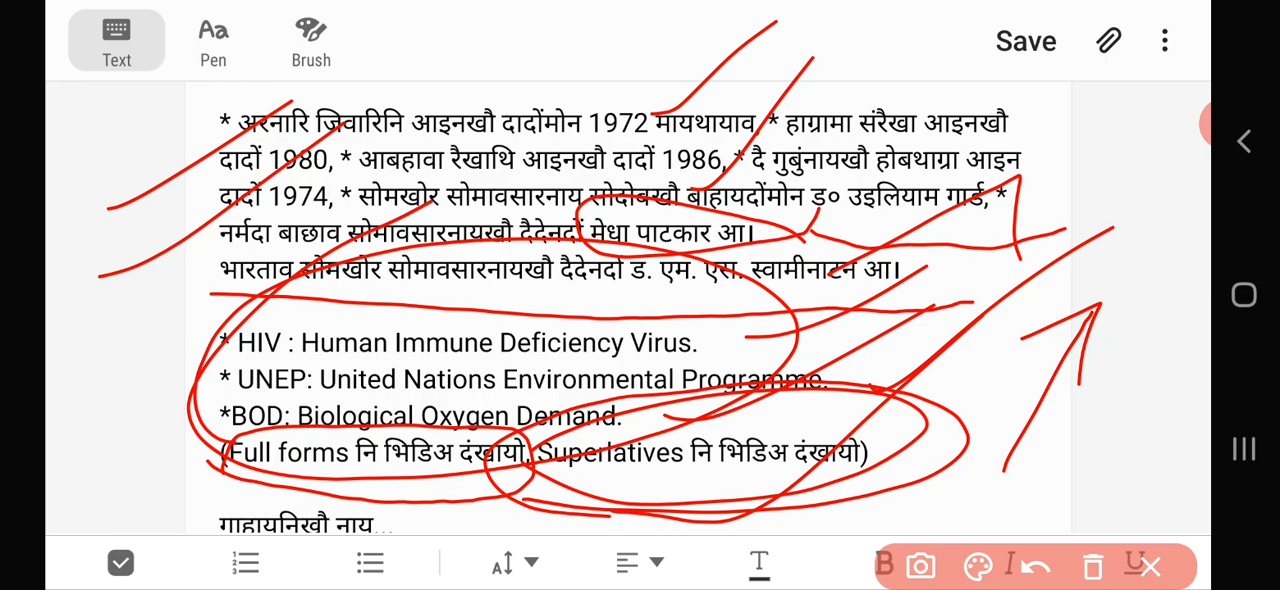 Text
Aa
Pen
Brush
Save
* अरनारि जिवारिनि आइनखौ दादोंमोन 1972 मायथायाव, * हाग्रामा संरैखा आइनखौ
दादों 1980, * आबहावा रैखाथि आइनखौ दादों 1986, * दै गुबुंनायखौ होबथाग्रा आइन
दादों 1974, * सोमखोर सोमावसारनाय सोदोबखौ बाहायदोंमोन ड० उइलियाम गार्ड, *
नर्मदा बाछाव सोमावसारनायखौ दैदेनदों मेधा पाटकार आ।
भारताव सोमखोर सोमावसारनायखौ दैदेनदों ड. एम. एस. स्वामीनाटन आ।
* HIV : Human Immune Deficiency Virus.
* UNEP: United Nations Environmental Programme.
*BOD: Biological Oxygen Demand.
(Full forms नि भिडिअ दंखायो, Superlatives नि भिडिअ दंखायो)
गाहायनिखौ नाय...
T
B I U